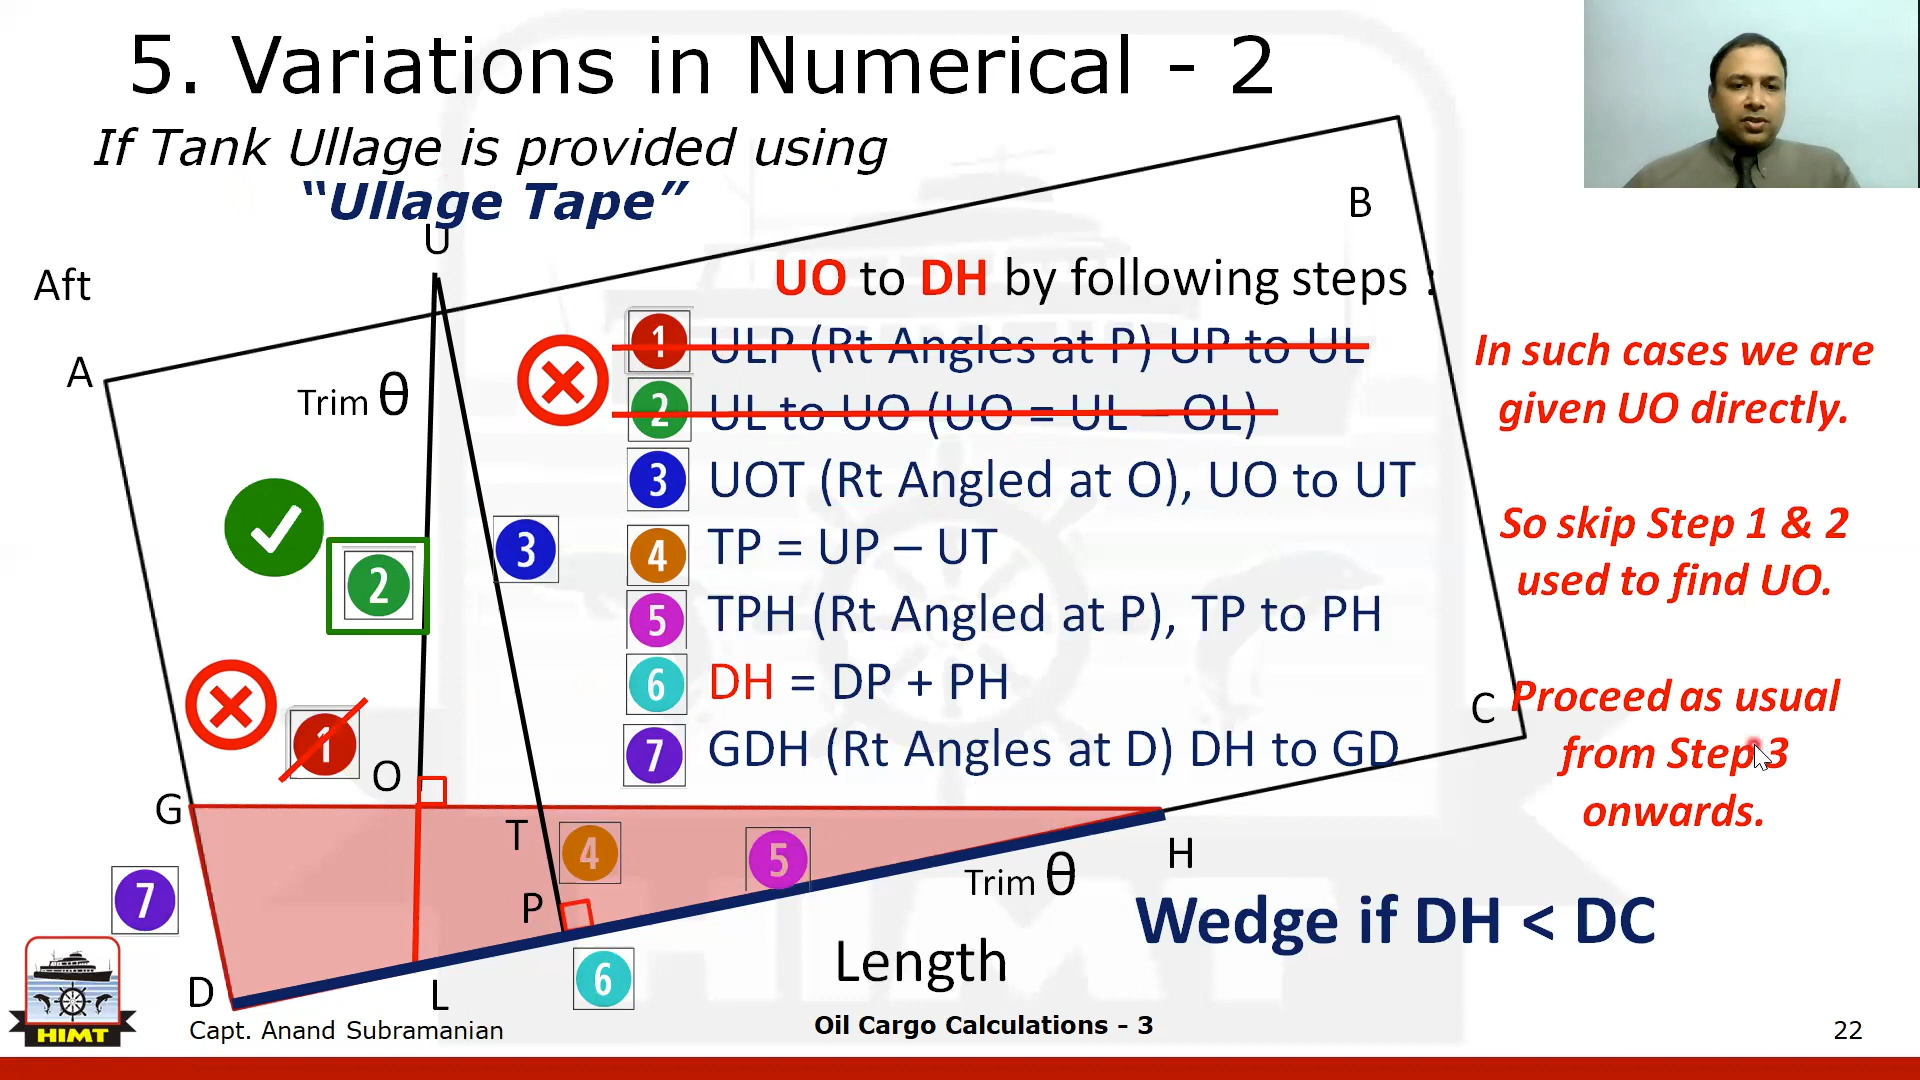 5. Variations in Numerical - 2
If Tank Ullage is provided using
“Ullage Tape”
U
B
Aft
UO to DH by following steps :
A
Trim θ
1 ULP (Rt Angles at P) UP to UL
2 UL to UO (UO = UL – OL)
3 UOT (Rt Angled at O), UO to UT
4 TP = UP – UT
5 TPH (Rt Angled at P), TP to PH
6 DH = DP + PH
7 GDH (Rt Angles at D) DH to GD
In such cases we are
given UO directly.
So skip Step 1 & 2
used to find UO.
Proceed as usual
from Step 3
onwards.
3
2
1
C
O
G
T
4
5
H
Trim θ
7
P
Wedge if DH < DC
6
Length
D
L
HIMT
HIMT
Capt. Anand Subramanian
Oil Cargo Calculations - 3
22